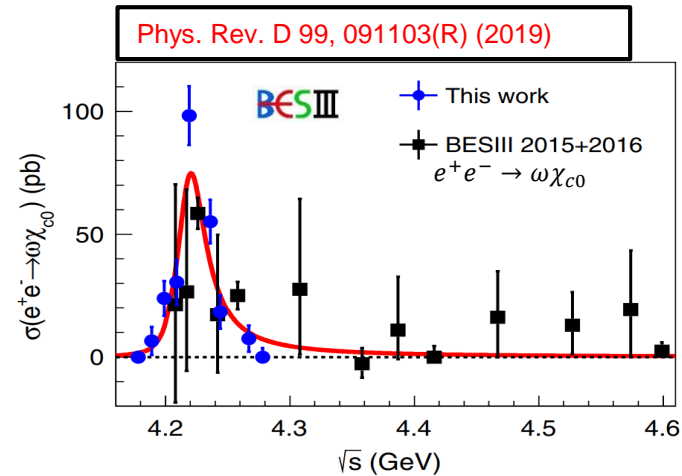 Phys. Rev. D 99, 091103(R) (2019)
BESIII
This work
BESIII 2015+2016
e⁺e⁻ → ωχc0
σ(e⁺e⁻→ωχc0) (pb)
100
50
0
4.2 4.3 4.4 4.5 4.6
√s (GeV)